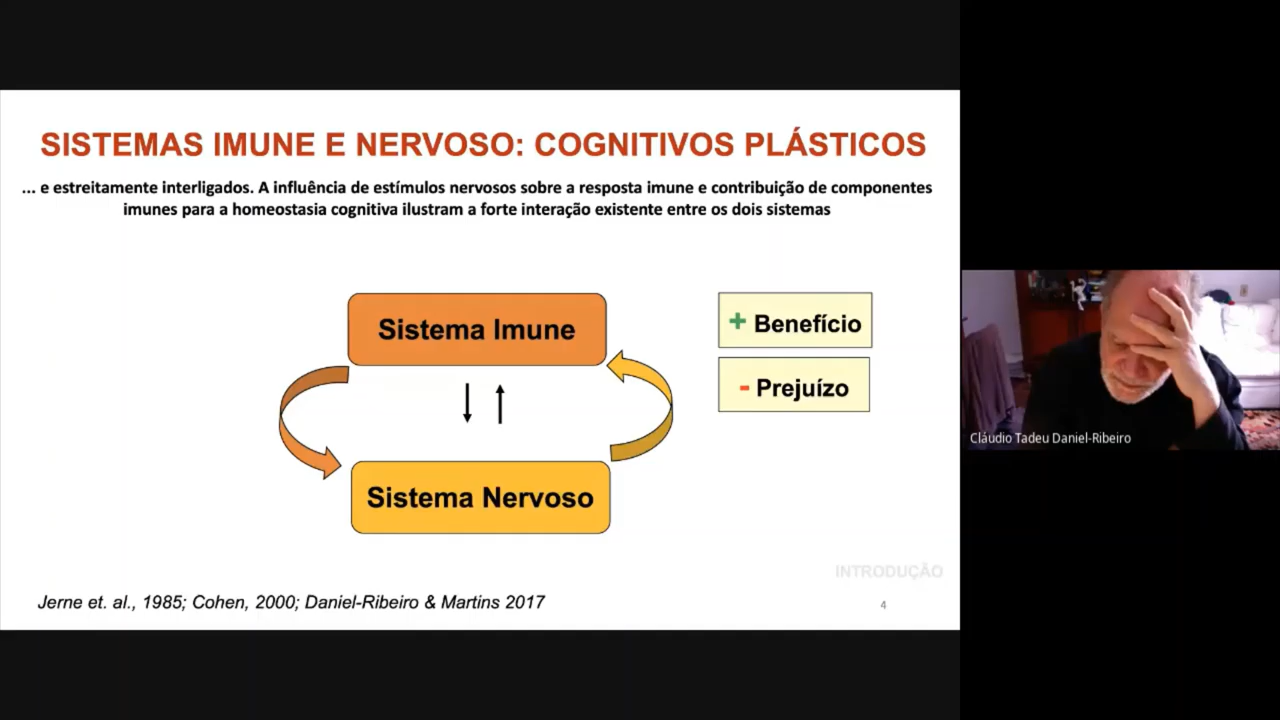 SISTEMAS IMUNE E NERVOSO: COGNITIVOS PLÁSTICOS
... e estreitamente interligados. A influência de estímulos nervosos sobre a resposta imune e contribuição de componentes
imunes para a homeostasia cognitiva ilustram a forte interação existente entre os dois sistemas
Sistema Imune
+ Benefício
- Prejuízo
Sistema Nervoso
INTRODUÇÃO
Jerne et. al., 1985; Cohen, 2000; Daniel-Ribeiro & Martins 2017
4
Cláudio Tadeu Daniel-Ribeiro